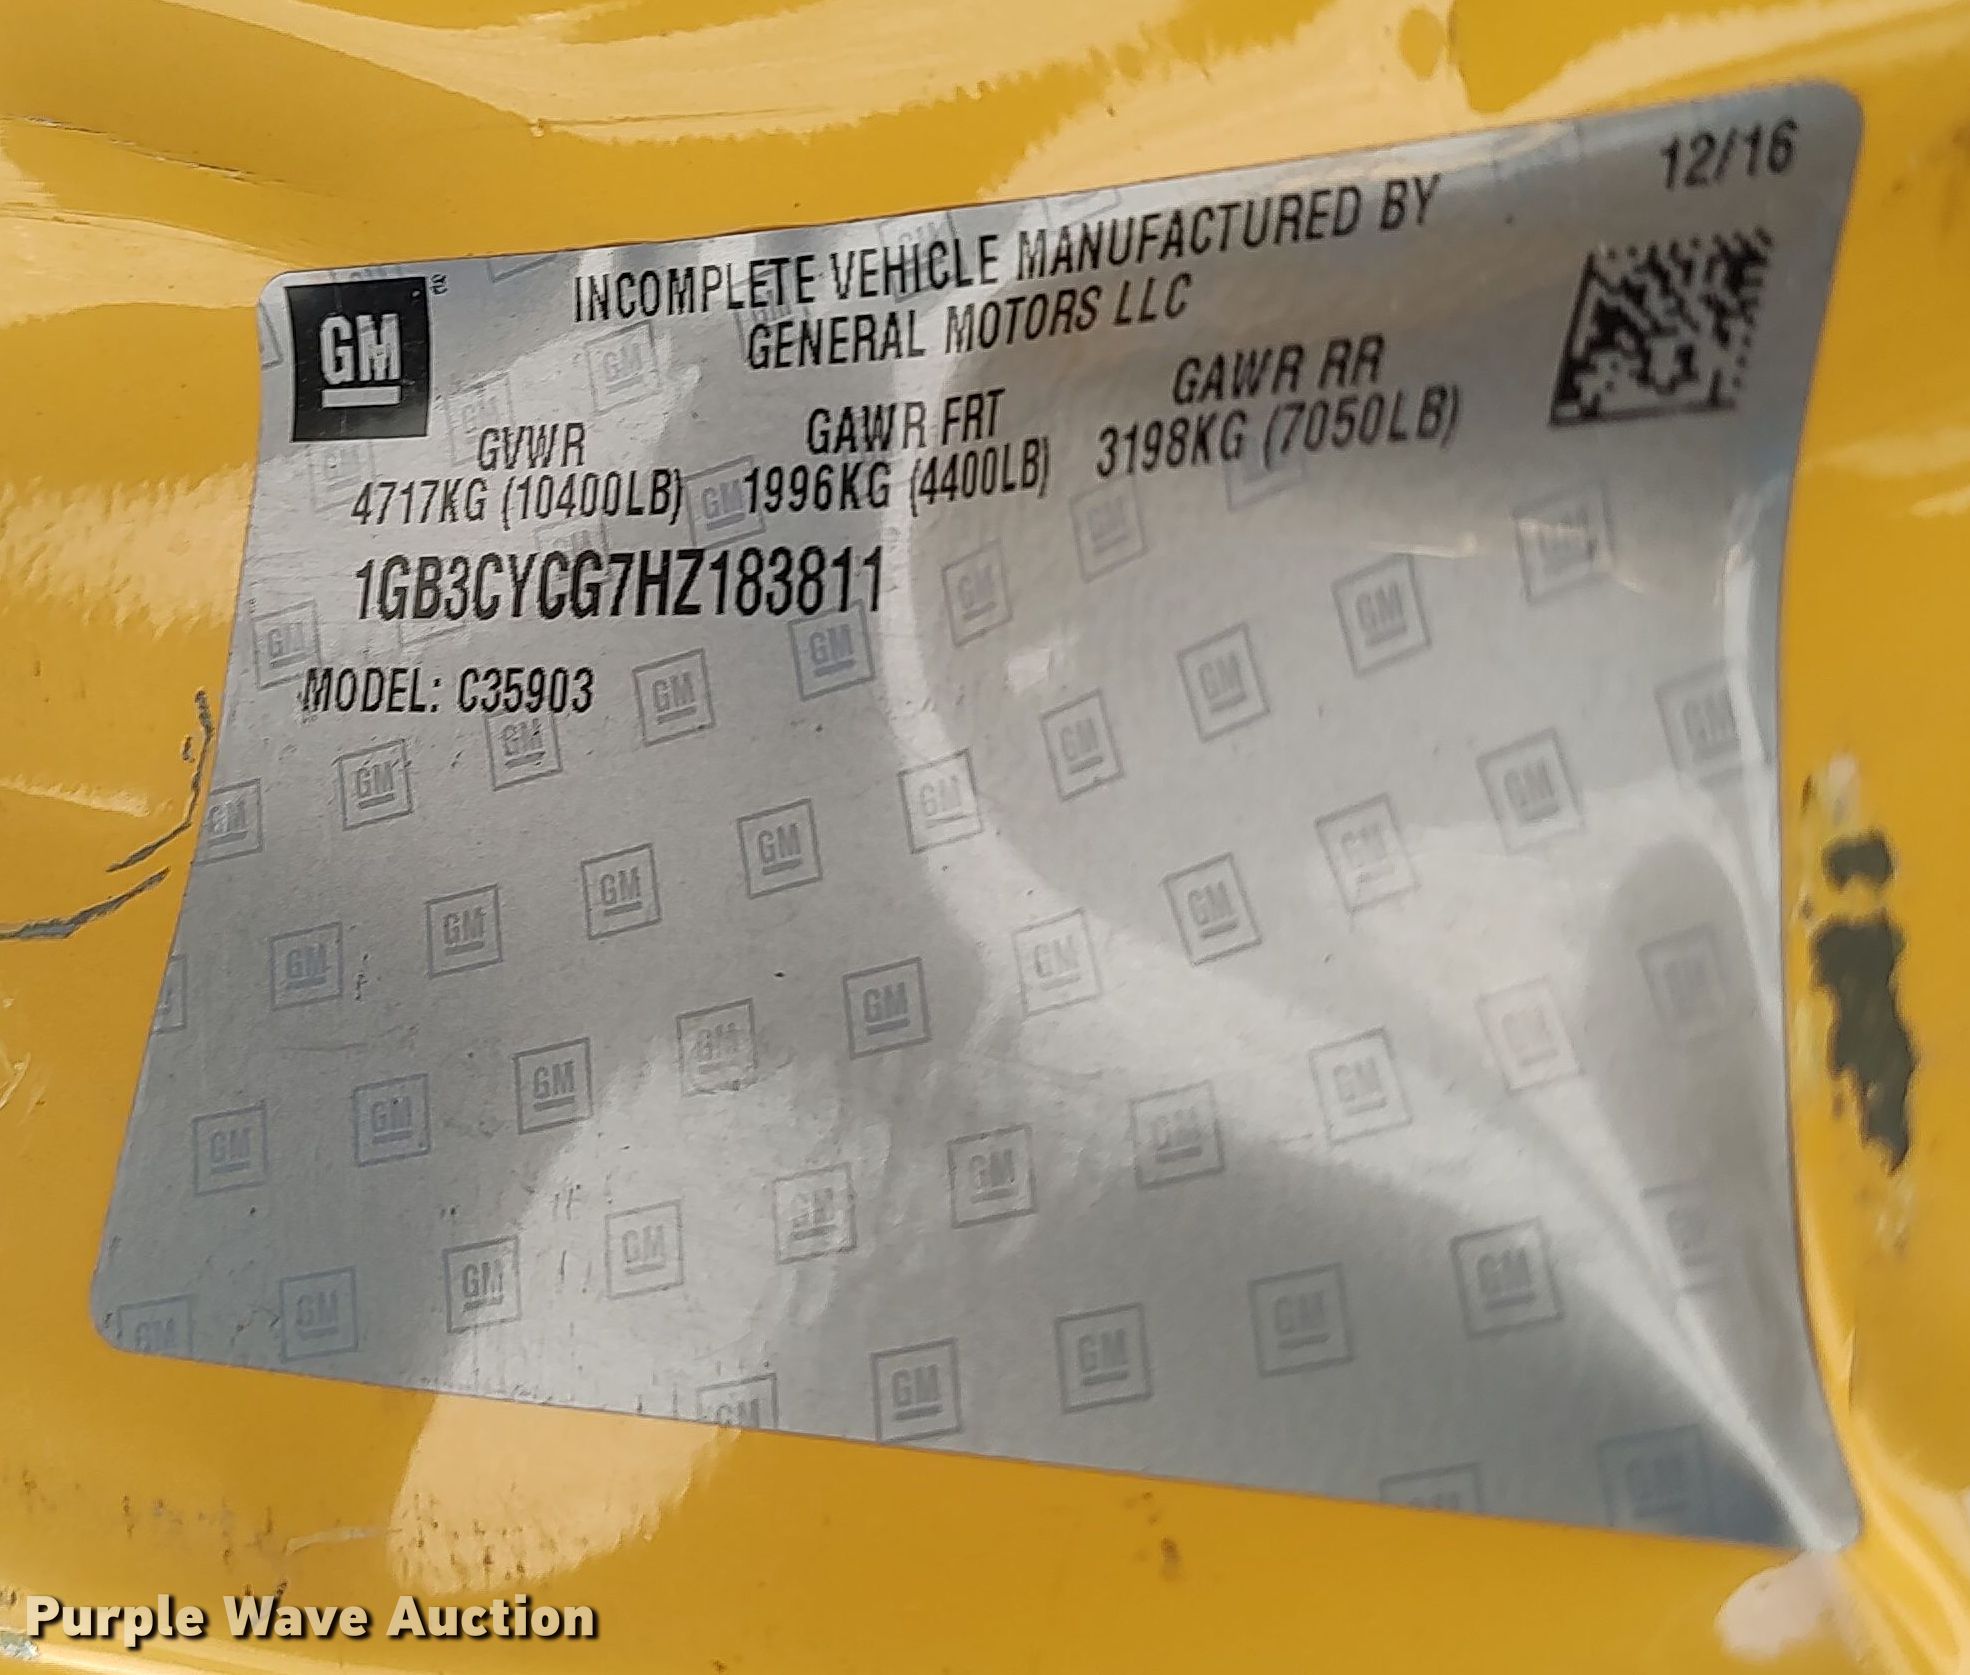 12/16
GM
INCOMPLETE VEHICLE MANUFACTURED BY
GENERAL MOTORS LLC
GVWR GAWR FRT GAWR RR
4717KG (10400LB) 1996KG (4400LB) 3198KG (7050LB)
1GB3CYCG7HZ183811
MODEL: C35903
Purple Wave Auction